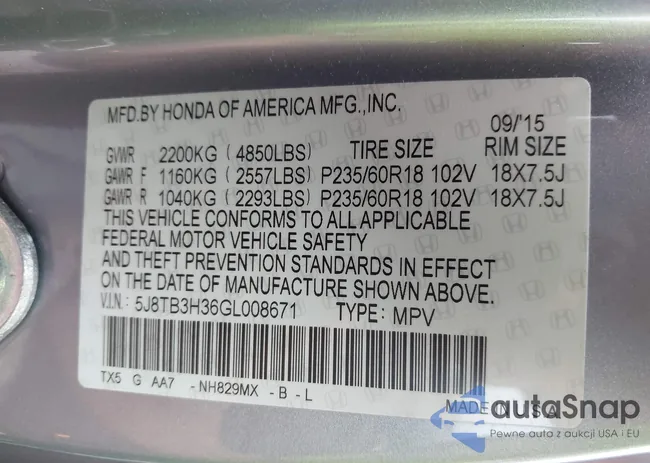 MFD.BY HONDA OF AMERICA MFG.,INC.
09/'15
GVWR 2200KG (4850LBS) TIRE SIZE RIM SIZE
GAWR F 1160KG (2557LBS) P235/60R18 102V 18X7.5J
GAWR R 1040KG (2293LBS) P235/60R18 102V 18X7.5J
THIS VEHICLE CONFORMS TO ALL APPLICABLE
FEDERAL MOTOR VEHICLE SAFETY
AND THEFT PREVENTION STANDARDS IN EFFECT
ON THE DATE OF MANUFACTURE SHOWN ABOVE.
V.I.N.: 5J8TB3H36GL008671 TYPE: MPV
TX5 G AA7 -NH829MX -B -L
MADE IN U.S.A.
autoSnap
Pewne auto z aukcji USA i EU